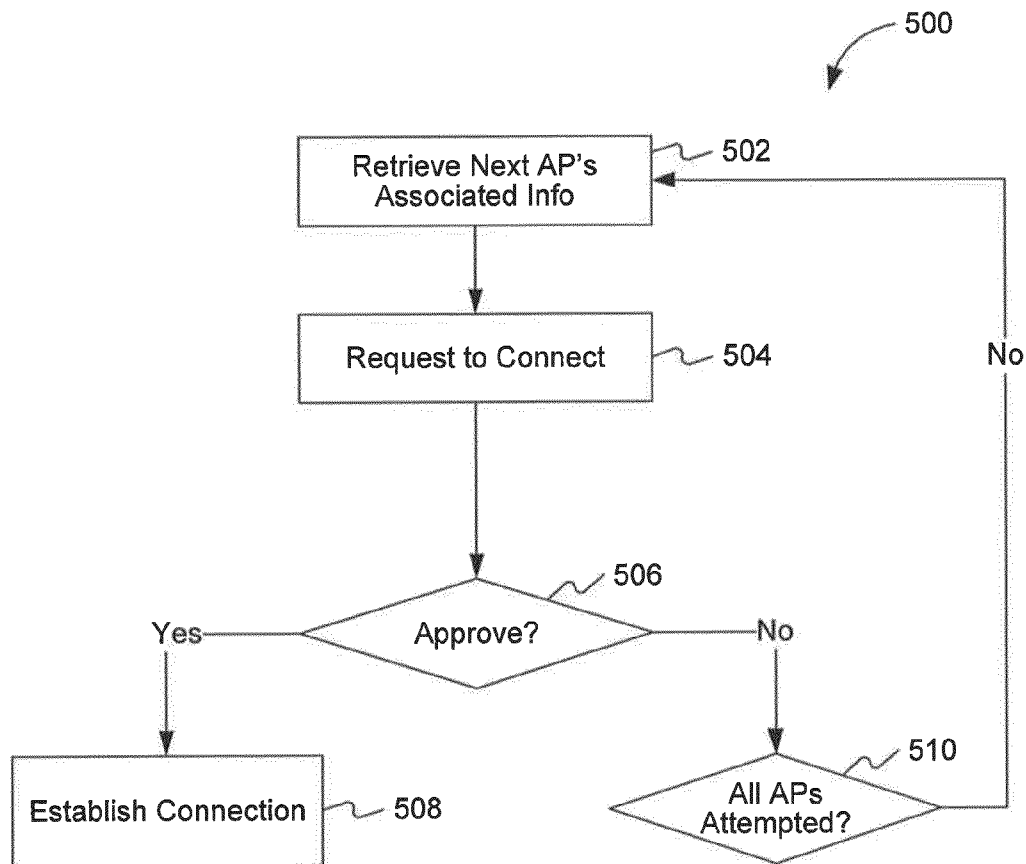 500
Retrieve Next AP's
Associated Info
502
Request to Connect
504
No
506
Approve?
Yes
No
510
Establish Connection
508
All APs
Attempted?